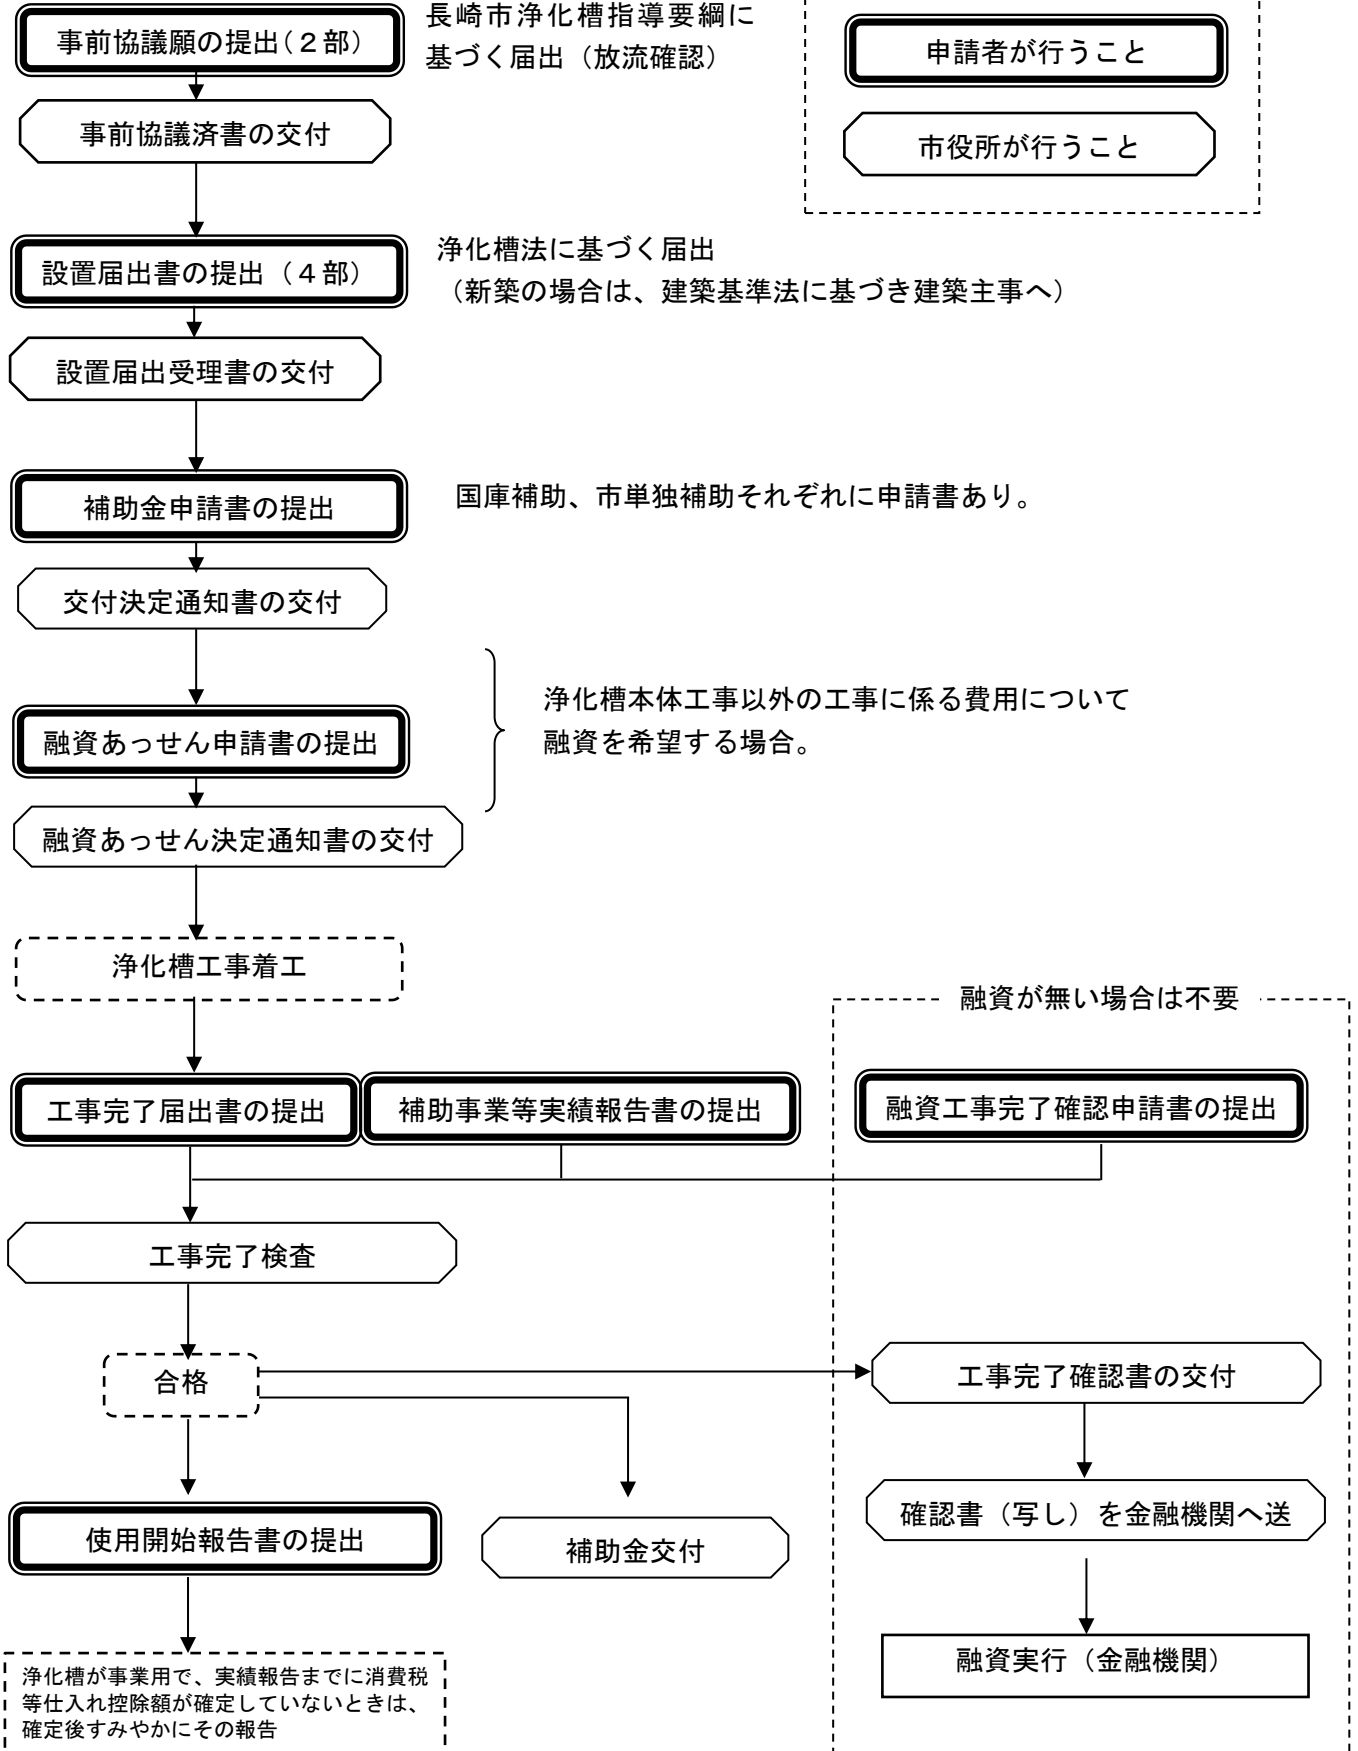 事前協議願の提出（２部）
長崎市浄化槽指導要綱に
基づく届出（放流確認）
申請者が行うこと
市役所が行うこと
事前協議済書の交付
設置届出書の提出（４部）
浄化槽法に基づく届出
（新築の場合は、建築基準法に基づき建築主事へ）
設置届出受理書の交付
補助金申請書の提出
国庫補助、市単独補助それぞれに申請書あり。
交付決定通知書の交付
融資あっせん申請書の提出
浄化槽本体工事以外の工事に係る費用について
融資を希望する場合。
融資あっせん決定通知書の交付
浄化槽工事着工
融資が無い場合は不要
工事完了届出書の提出
補助事業等実績報告書の提出
融資工事完了確認申請書の提出
工事完了検査
合格
工事完了確認書の交付
確認書（写し）を金融機関へ送
使用開始報告書の提出
補助金交付
融資実行（金融機関）
浄化槽が事業用で、実績報告までに消費税
等仕入れ控除額が確定していないときは、
確定後すみやかにその報告